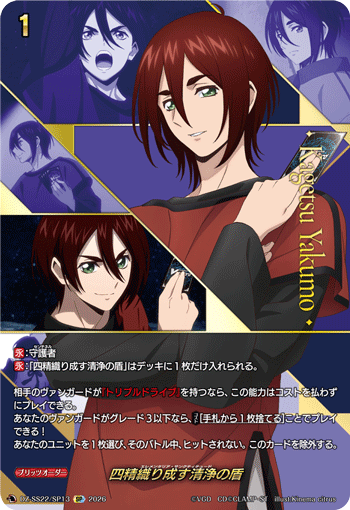 1
Kagetsu Yakumo
センチネル
永:守護者
永:「四精織り成す清浄の盾」はデッキに1枚だけ入れられる。
相手のヴァンガードが『トリプルドライブ』を持つなら、この能力はコストを払わず
にプレイできる。
あなたのヴァンガードがグレード3以下なら、[手札から1枚捨てる]ことでプレイ
できる!
あなたのユニットを1枚選び、そのバトル中、ヒットされない。このカードを除外する。
ブリッツオーダー
四精織り成す清浄の盾
DZ-SS22/SP13 SP 2026
©VGD CD©CLAMP・ST illust.Kinema citrus